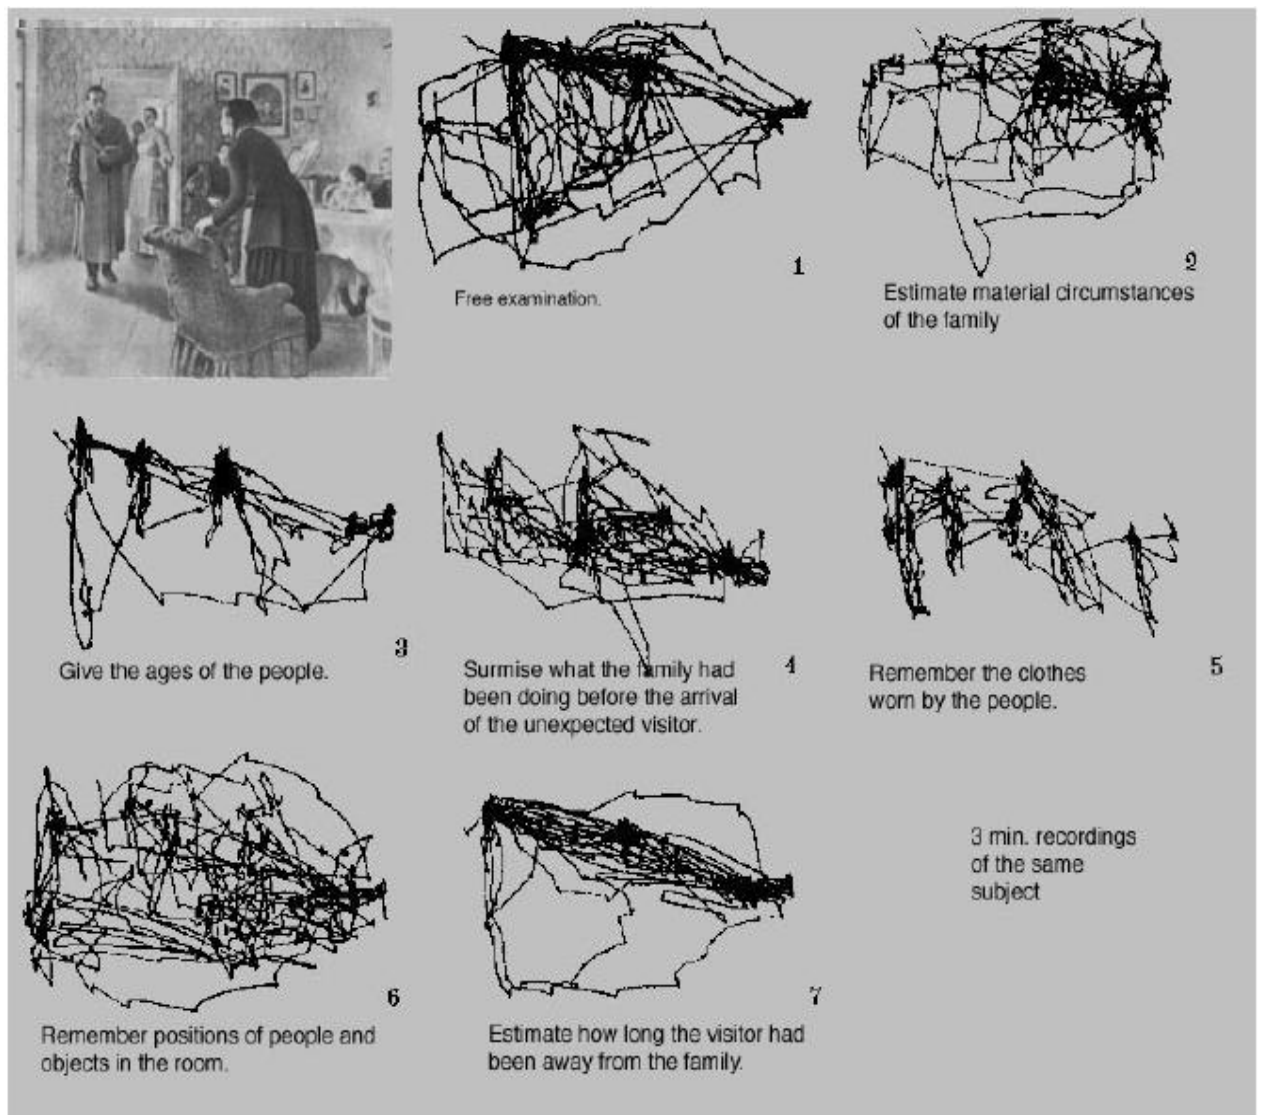 1
Free examination.
2
Estimate material circumstances
of the family
3
Give the ages of the people.
4
Surmise what the family had
been doing before the arrival
of the unexpected visitor.
5
Remember the clothes
worn by the people.
6
Remember positions of people and
objects in the room.
7
Estimate how long the visitor had
been away from the family.
3 min. recordings
of the same
subject